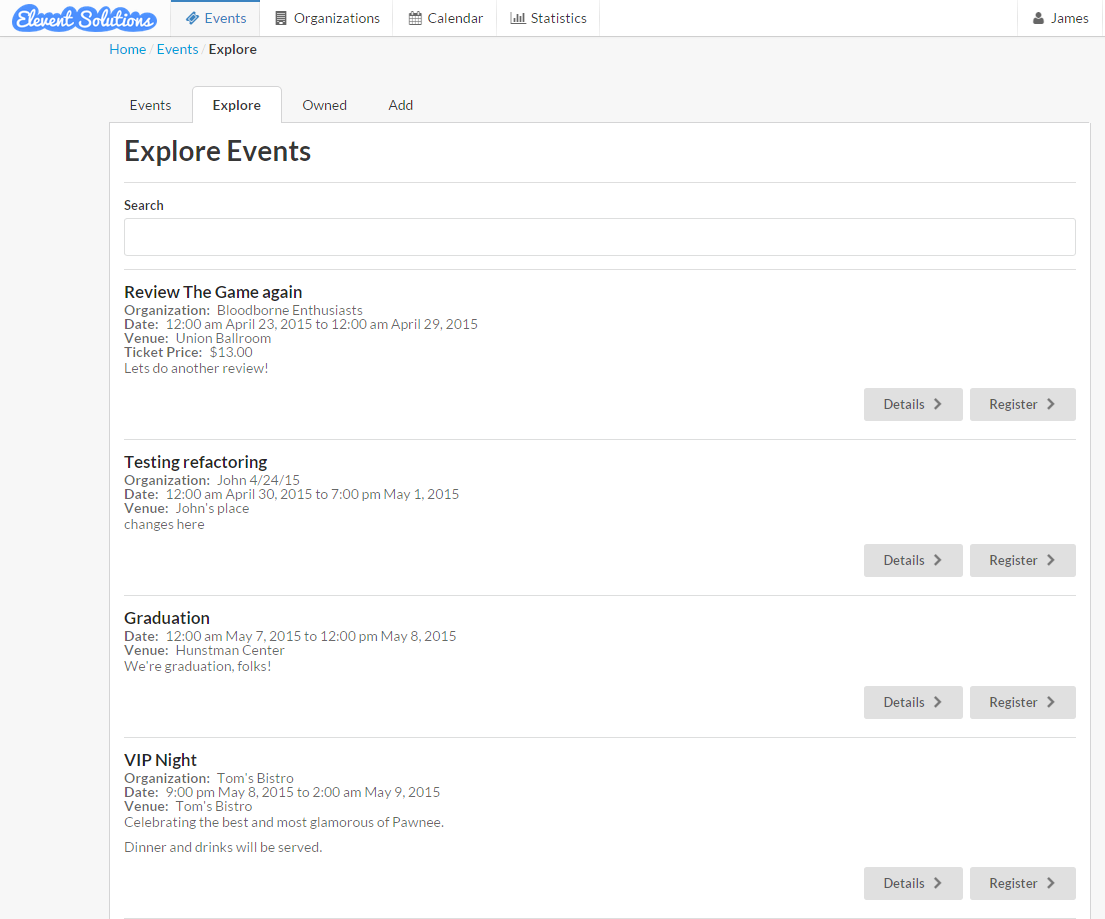 Elevent Solutions Events Organizations Calendar Statistics James
Home / Events / Explore
Events Explore Owned Add
Explore Events
Search
Review The Game again
Organization: Bloodborne Enthusiasts
Date: 12:00 am April 23, 2015 to 12:00 am April 29, 2015
Venue: Union Ballroom
Ticket Price: $13.00
Lets do another review!
Details Register
Testing refactoring
Organization: John 4/24/15
Date: 12:00 am April 30, 2015 to 7:00 pm May 1, 2015
Venue: John's place
changes here
Details Register
Graduation
Date: 12:00 am May 7, 2015 to 12:00 pm May 8, 2015
Venue: Hunstman Center
We're graduation, folks!
Details Register
VIP Night
Organization: Tom's Bistro
Date: 9:00 pm May 8, 2015 to 2:00 am May 9, 2015
Venue: Tom's Bistro
Celebrating the best and most glamorous of Pawnee.
Dinner and drinks will be served.
Details Register